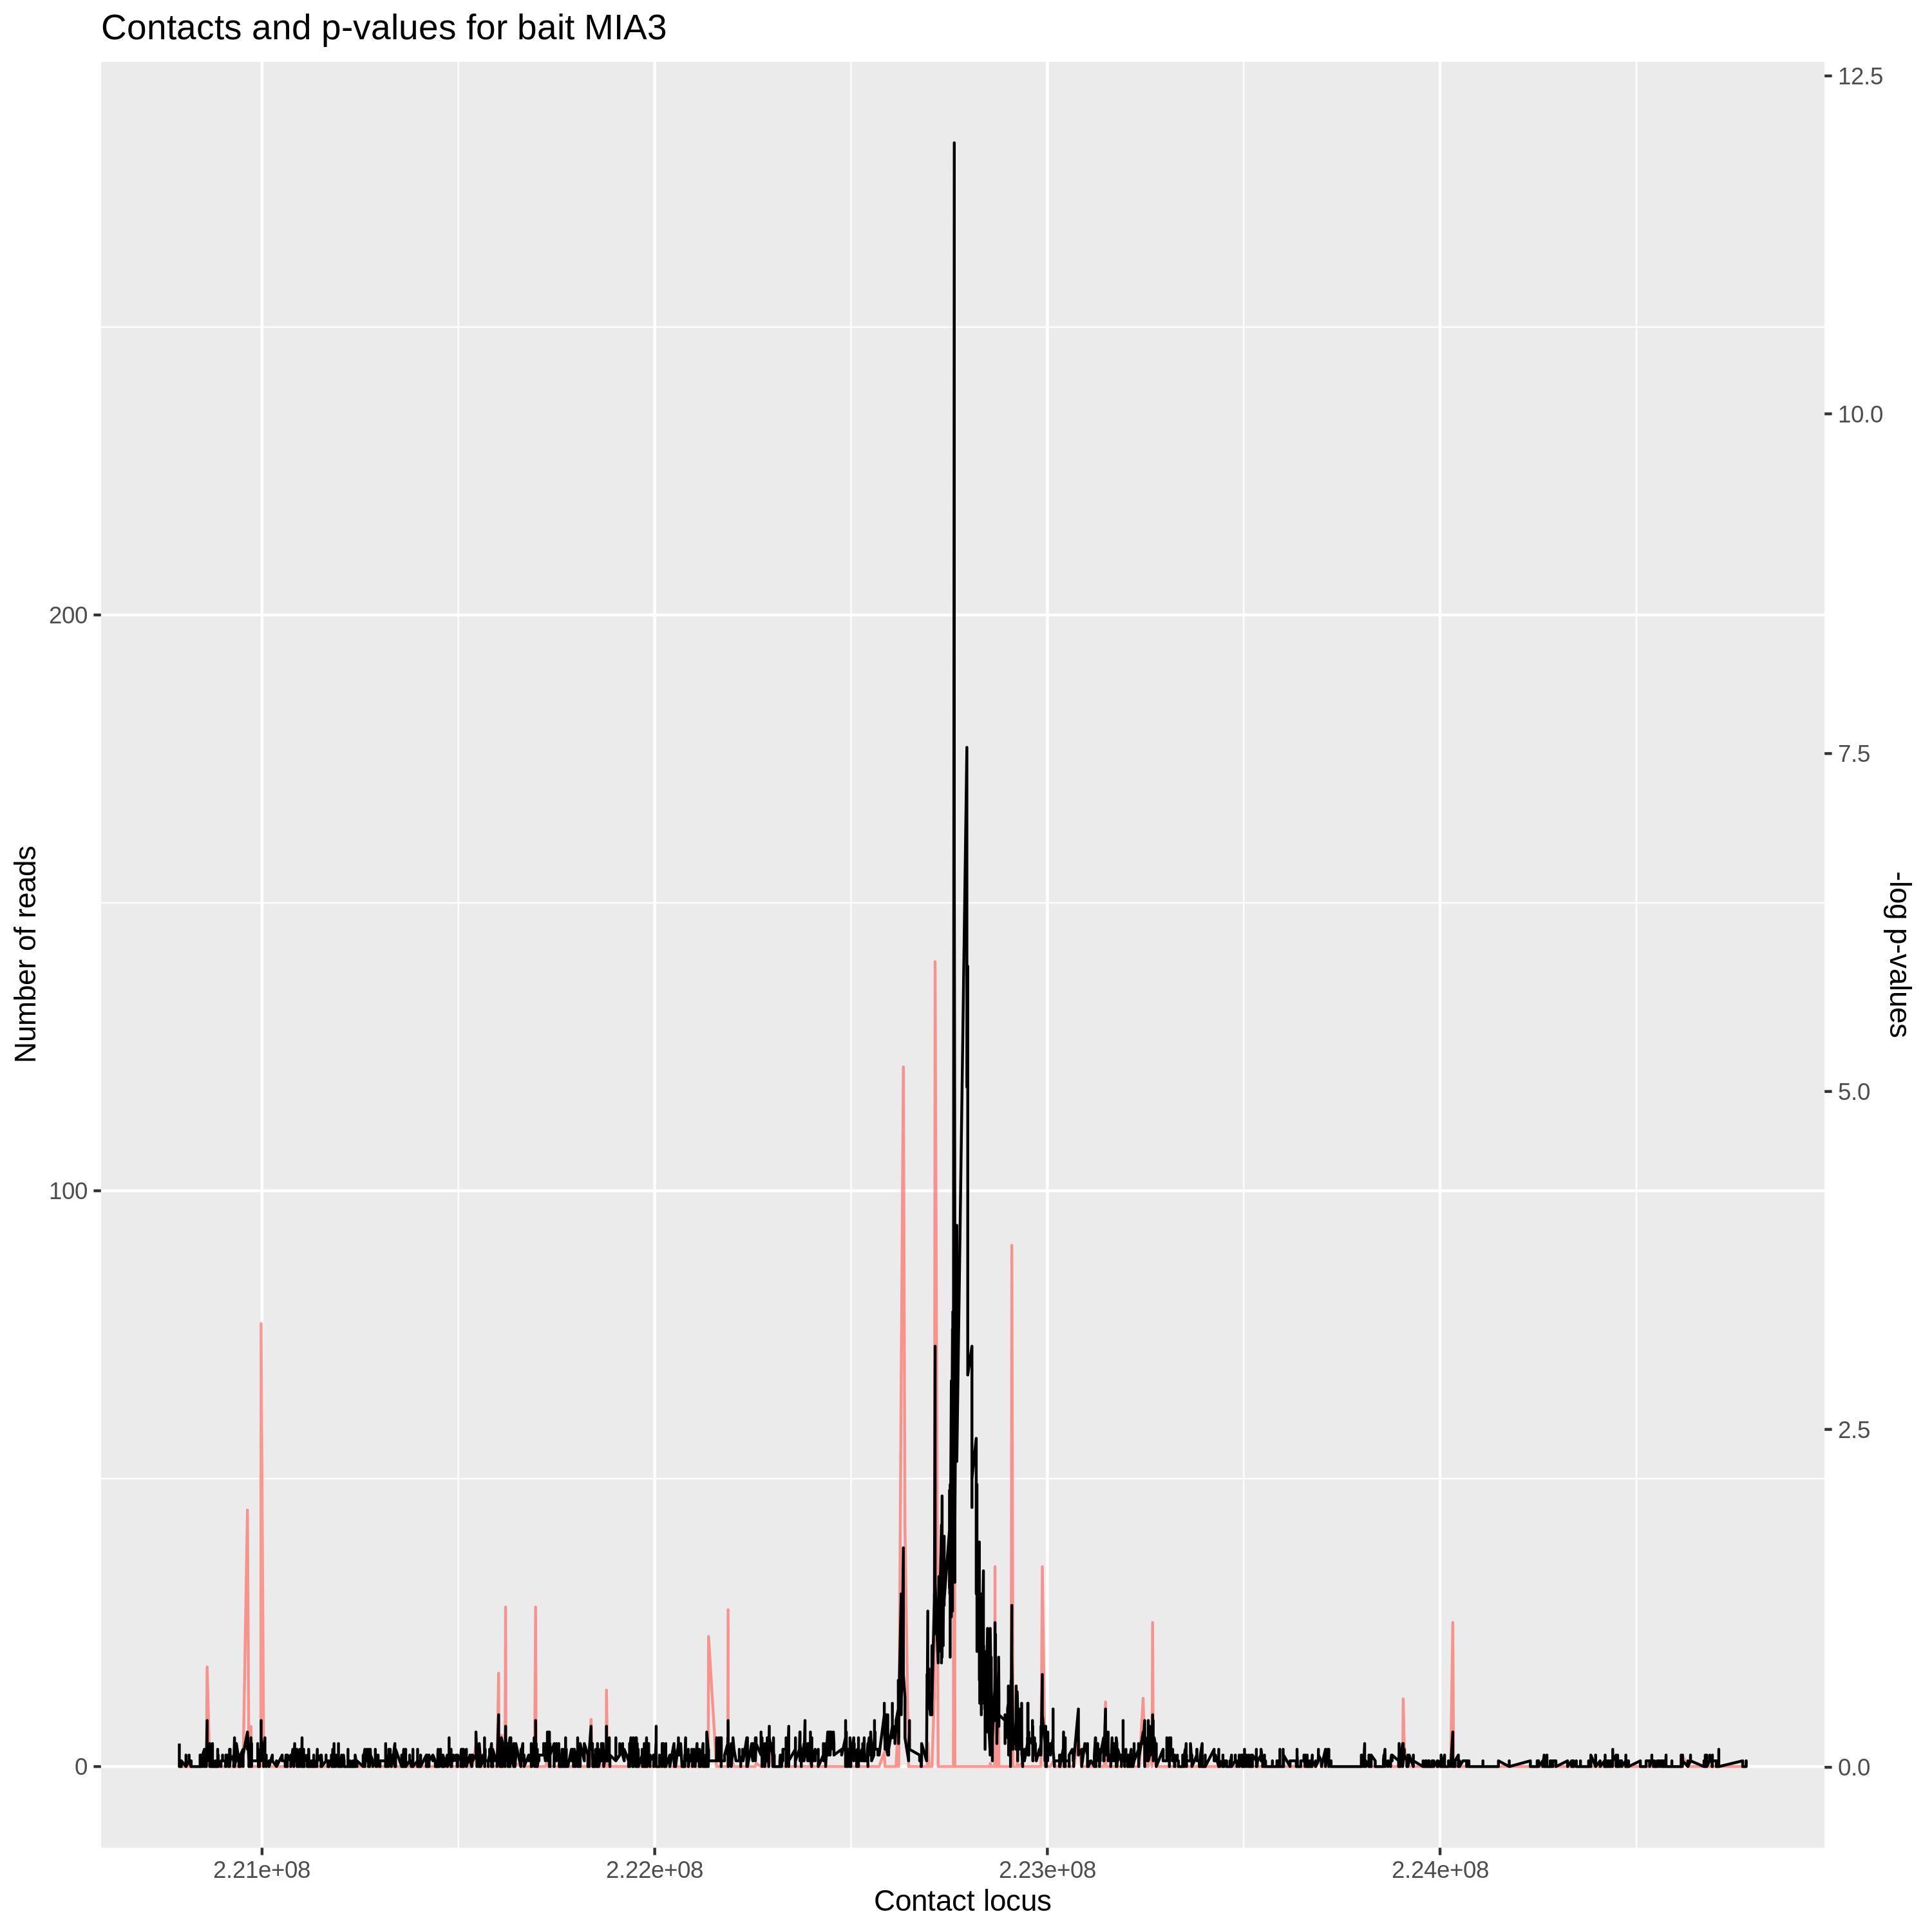 Contacts and p-values for bait MIA3
Number of reads
200
100
0
12.5
10.0
7.5
5.0
2.5
0.0
-log p-values
2.21e+08 2.22e+08 2.23e+08 2.24e+08
Contact locus